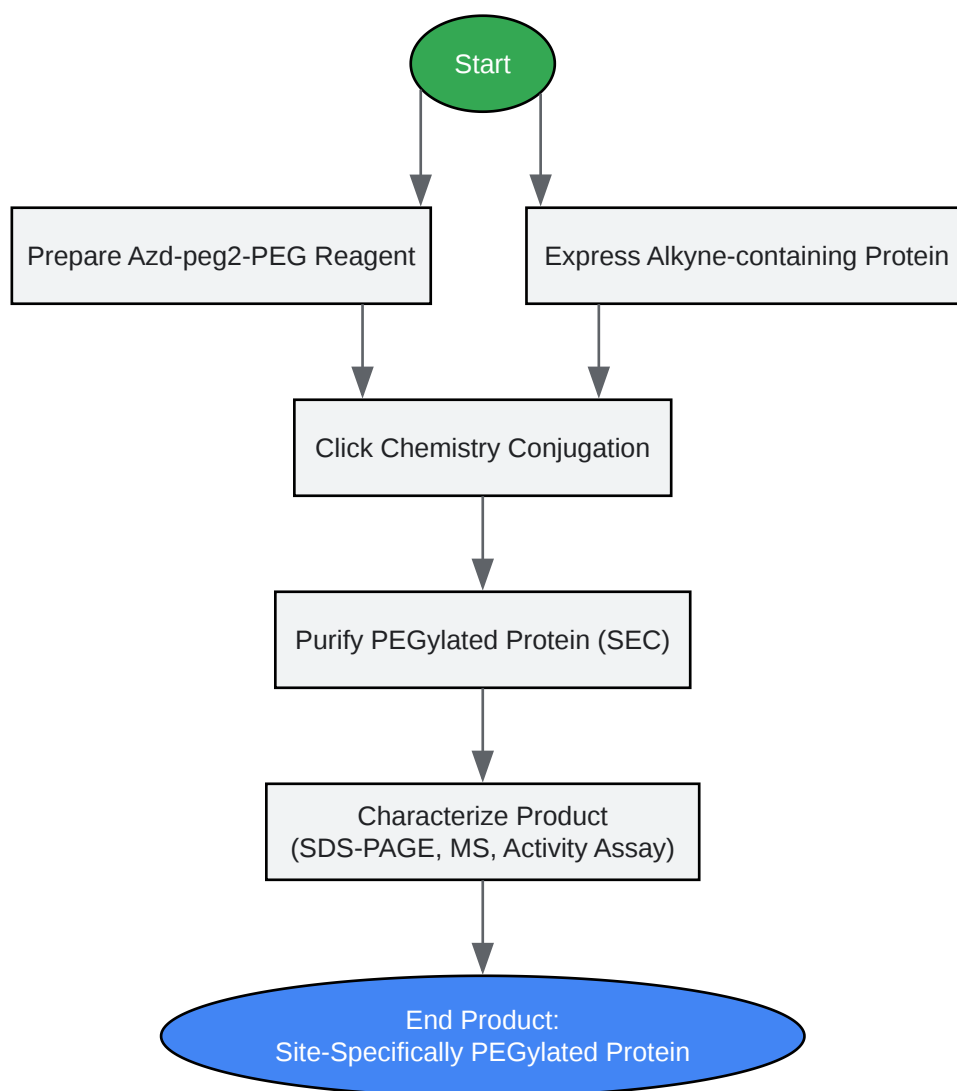 Start
Prepare Azd-peg2-PEG Reagent
Express Alkyne-containing Protein
Click Chemistry Conjugation
Purify PEGylated Protein (SEC)
Characterize Product
(SDS-PAGE, MS, Activity Assay)
End Product:
Site-Specifically PEGylated Protein